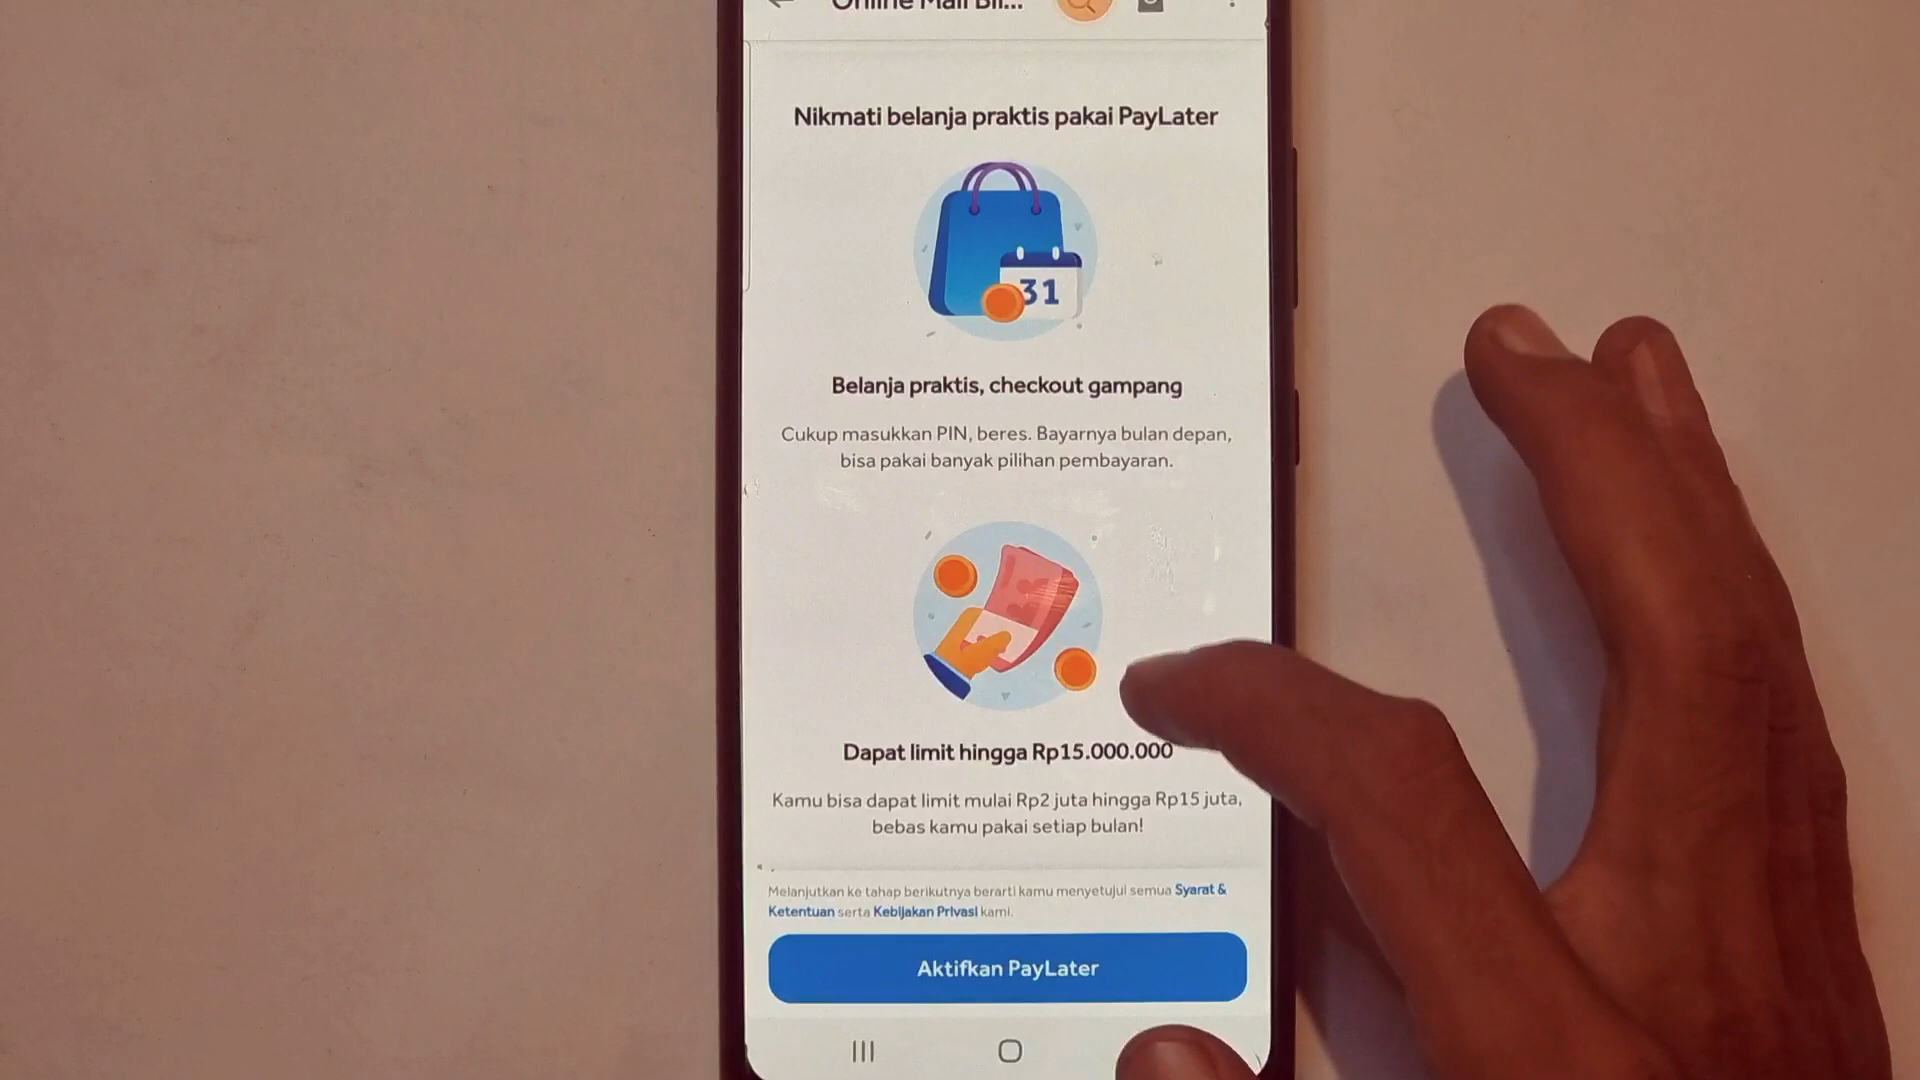 Online Mall Bli...
Nikmati belanja praktis pakai PayLater
31
Belanja praktis, checkout gampang
Cukup masukkan PIN, beres. Bayarnya bulan depan,
bisa pakai banyak pilihan pembayaran.
Dapat limit hingga Rp15.000.000
Kamu bisa dapat limit mulai Rp2 juta hingga Rp15 juta,
bebas kamu pakai setiap bulan!
Melanjutkan ke tahap berikutnya berarti kamu menyetujui semua Syarat &
Ketentuan serta Kebijakan Privasi kami.
Aktifkan PayLater